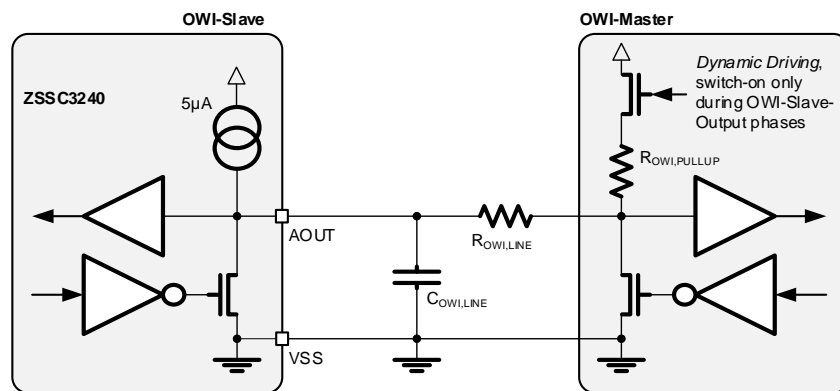 OWI-Slave
OWI-Master
ZSSC3240
5µA
Dynamic Driving,
switch-on only
during OWI-Slave-
Output phases
ROWI,PULLUP
AOUT
ROWI,LINE
COWI,LINE
VSS